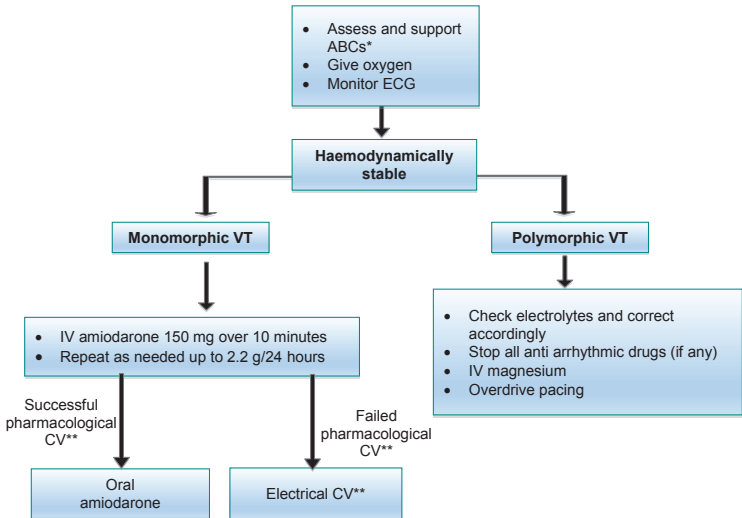 • Assess and support
ABCs*
• Give oxygen
• Monitor ECG
Haemodynamically
stable
Monomorphic VT
Polymorphic VT
• IV amiodarone 150 mg over 10 minutes
• Repeat as needed up to 2.2 g/24 hours
• Check electrolytes and correct
accordingly
• Stop all anti arrhythmic drugs (if any)
• IV magnesium
• Overdrive pacing
Successful
pharmacological
CV**
Failed
pharmacological
CV**
Oral
amiodarone
Electrical CV**